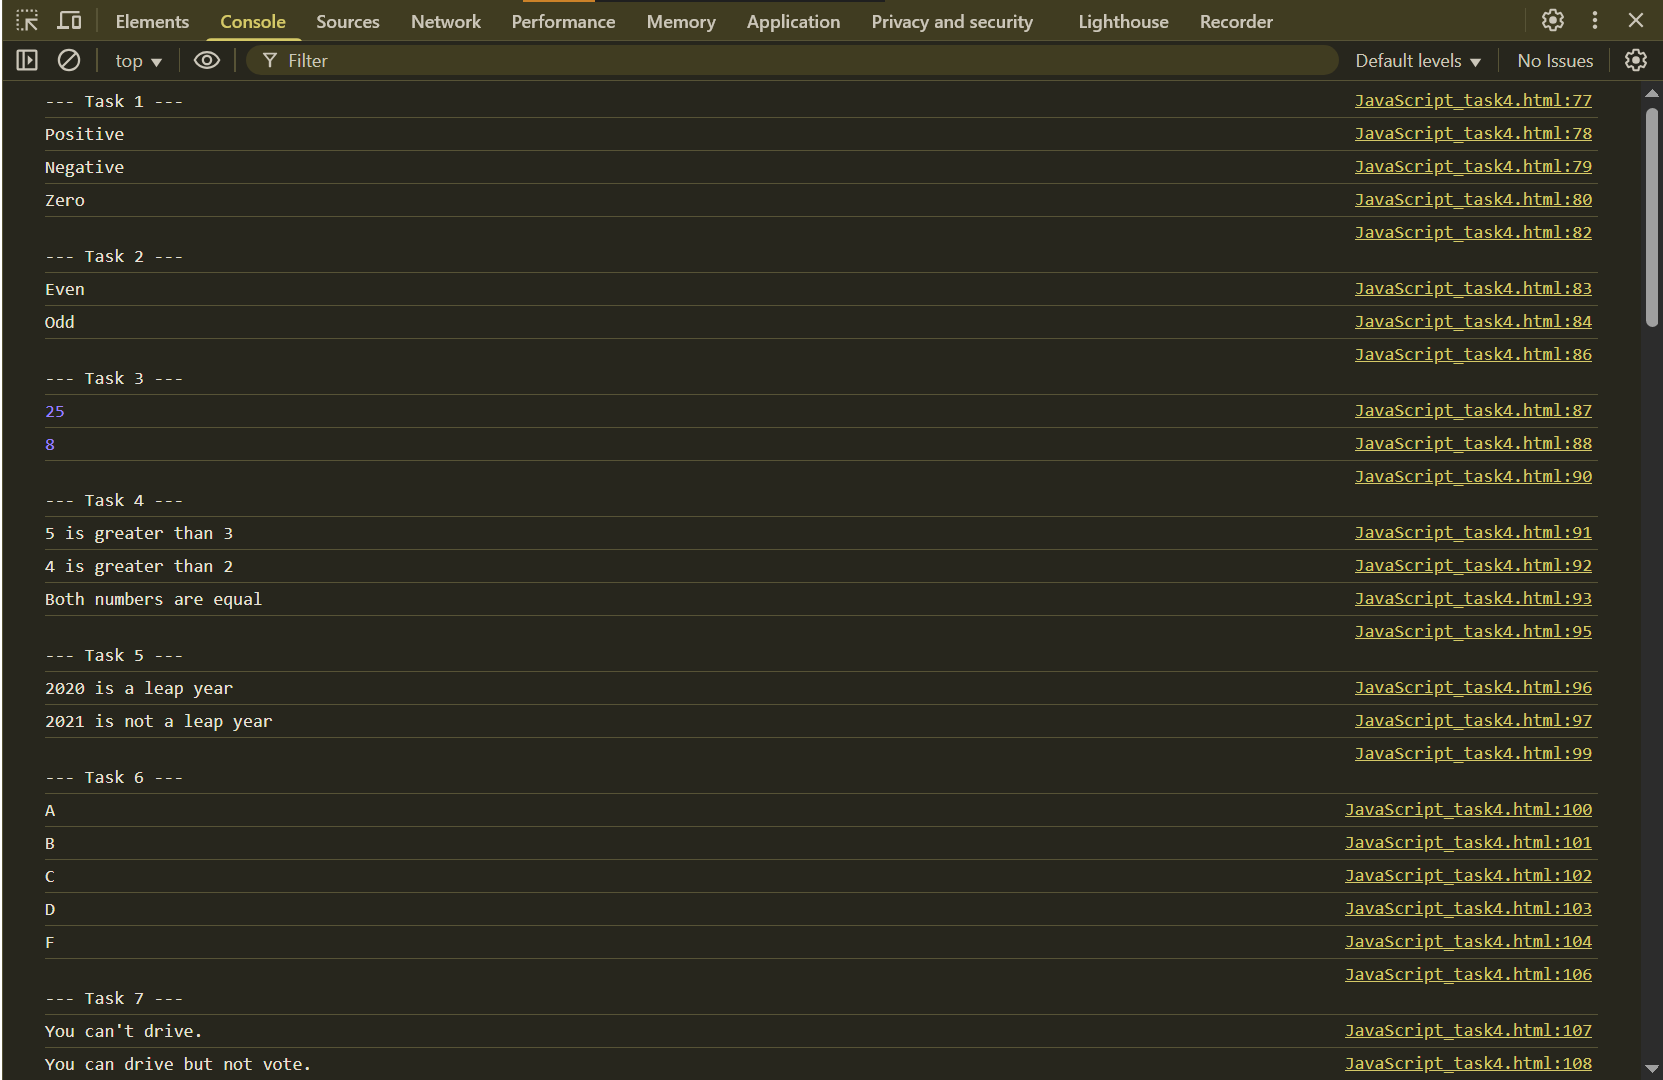 Elements Console Sources Network Performance Memory Application Privacy and security Lighthouse Recorder
top Filter Default levels No Issues
--- Task 1 --- JavaScript_task4.html:77
Positive JavaScript_task4.html:78
Negative JavaScript_task4.html:79
Zero JavaScript_task4.html:80
JavaScript_task4.html:82
--- Task 2 ---
Even JavaScript_task4.html:83
Odd JavaScript_task4.html:84
JavaScript_task4.html:86
--- Task 3 ---
25 JavaScript_task4.html:87
8 JavaScript_task4.html:88
JavaScript_task4.html:90
--- Task 4 ---
5 is greater than 3 JavaScript_task4.html:91
4 is greater than 2 JavaScript_task4.html:92
Both numbers are equal JavaScript_task4.html:93
JavaScript_task4.html:95
--- Task 5 ---
2020 is a leap year JavaScript_task4.html:96
2021 is not a leap year JavaScript_task4.html:97
JavaScript_task4.html:99
--- Task 6 ---
A JavaScript_task4.html:100
B JavaScript_task4.html:101
C JavaScript_task4.html:102
D JavaScript_task4.html:103
F JavaScript_task4.html:104
JavaScript_task4.html:106
--- Task 7 ---
You can't drive. JavaScript_task4.html:107
You can drive but not vote. JavaScript_task4.html:108